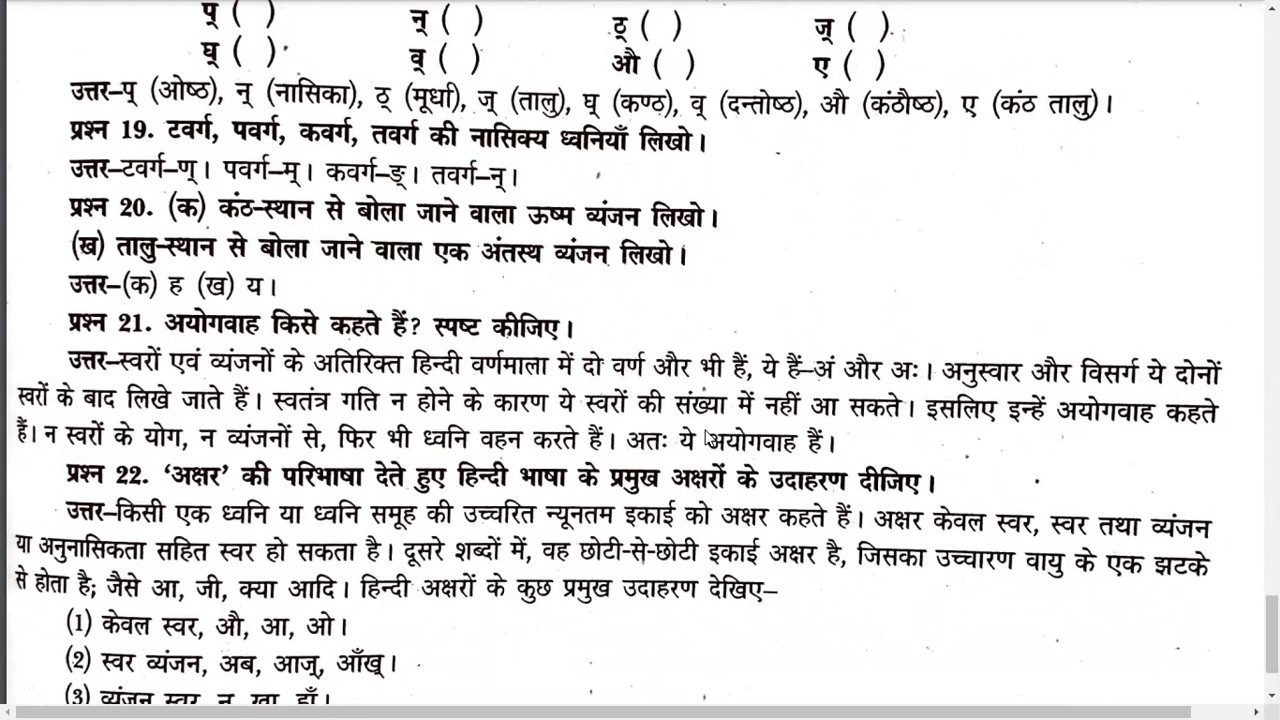 प् ( ) न् ( ) ठ् ( ) ज् ( )
घ् ( ) व् ( ) औ ( ) ए ( )
उत्तर–प् (ओष्ठ), न् (नासिका), ठ् (मूर्धा), ज् (तालु), घ् (कण्ठ), व् (दन्तोष्ठ), औ (कंठौष्ठ), ए (कंठ तालु)।
प्रश्न 19. टवर्ग, पवर्ग, कवर्ग, तवर्ग की नासिक्य ध्वनियाँ लिखो।
उत्तर–टवर्ग–ण्। पवर्ग–म्। कवर्ग–ङ्। तवर्ग–न्।
प्रश्न 20. (क) कंठ-स्थान से बोला जाने वाला ऊष्म व्यंजन लिखो।
(ख) तालु-स्थान से बोला जाने वाला एक अंतस्थ व्यंजन लिखो।
उत्तर–(क) ह (ख) य।
प्रश्न 21. अयोगवाह किसे कहते हैं? स्पष्ट कीजिए।
उत्तर–स्वरों एवं व्यंजनों के अतिरिक्त हिन्दी वर्णमाला में दो वर्ण और भी हैं, ये हैं–अं और अः। अनुस्वार और विसर्ग ये दोनों
स्वरों के बाद लिखे जाते हैं। स्वतंत्र गति न होने के कारण ये स्वरों की संख्या में नहीं आ सकते। इसलिए इन्हें अयोगवाह कहते
हैं। न स्वरों के योग, न व्यंजनों से, फिर भी ध्वनि वहन करते हैं। अतः ये अयोगवाह हैं।
प्रश्न 22. ‘अक्षर’ की परिभाषा देते हुए हिन्दी भाषा के प्रमुख अक्षरों के उदाहरण दीजिए।
उत्तर–किसी एक ध्वनि या ध्वनि समूह की उच्चरित न्यूनतम इकाई को अक्षर कहते हैं। अक्षर केवल स्वर, स्वर तथा व्यंजन
या अनुनासिकता सहित स्वर हो सकता है। दूसरे शब्दों में, वह छोटी-से-छोटी इकाई अक्षर है, जिसका उच्चारण वायु के एक झटके
से होता है; जैसे आ, जी, क्या आदि। हिन्दी अक्षरों के कुछ प्रमुख उदाहरण देखिए–
(1) केवल स्वर, औ, आ, ओ।
(2) स्वर व्यंजन, अब, आज्, आँख्।
(3) व्यंजन स्वर, न, खा, हाँ।